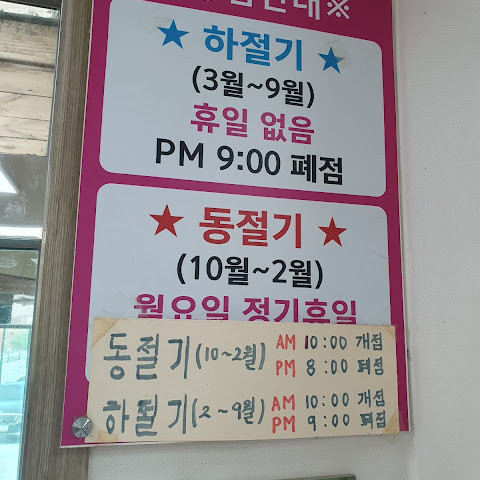 안내※
★ 하절기 ★
(3월~9월)
휴일 없음
PM 9:00 폐점
★ 동절기 ★
(10월~2월)
월요일 정기휴일
동절기(10~2월) AM 10:00 개점
PM 8:00 폐점
하절기(2~9월) AM 10:00 개점
PM 9:00 폐점